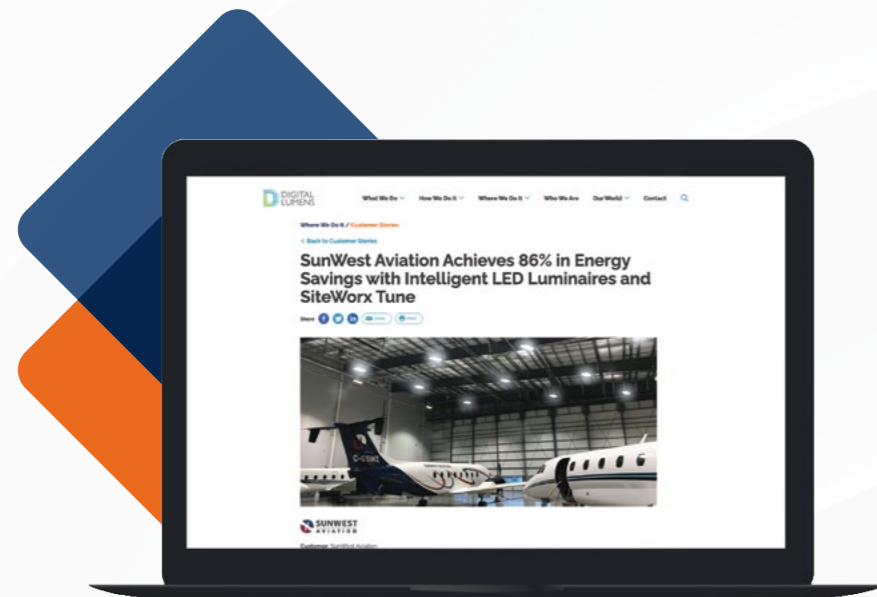 DIGITAL
LUMENS
What We Do How We Do It Where We Do It Who We Are Our World Contact
Where We Do It / Customer Stories
< Back to Customer Stories
SunWest Aviation Achieves 86% in Energy
Savings with Intelligent LED Luminaires and
SiteWorx Tune
Share
SUNWEST
AVIATION
Customer: SunWest Aviation